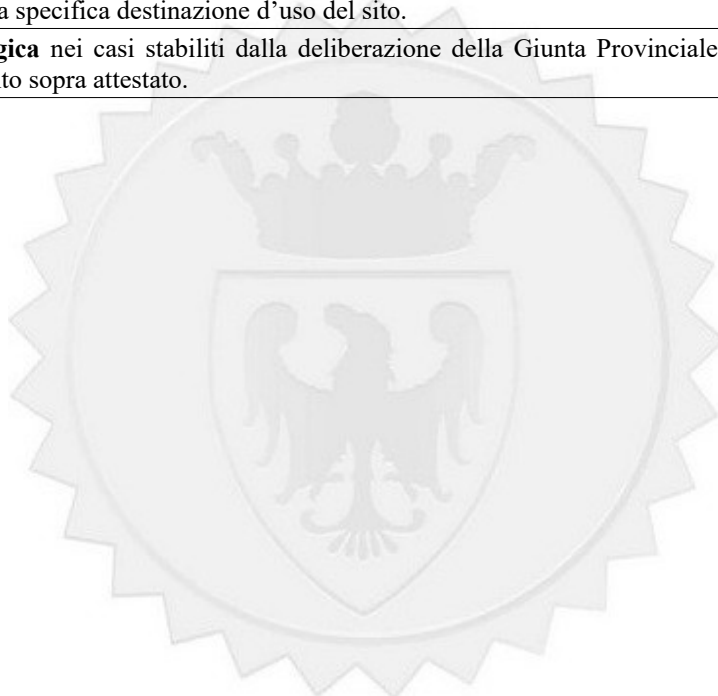 a specifica destinazione d’uso del sito.
gica nei casi stabiliti dalla deliberazione della Giunta Provinciale
to sopra attestato.